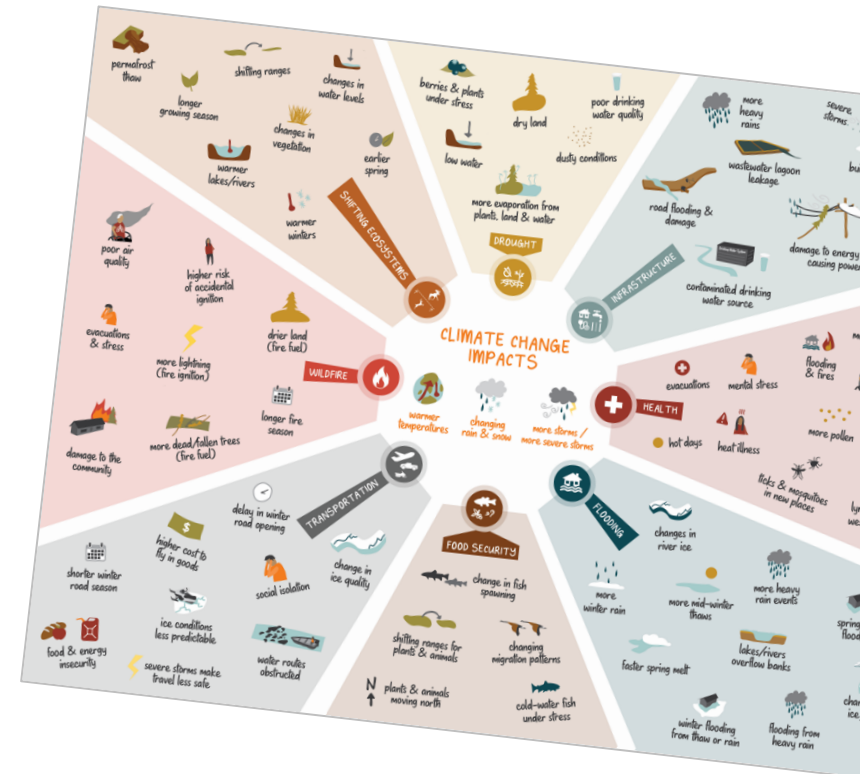 permafrost
thaw
shifting ranges
longer
growing season
changes in
water levels
changes in
vegetation
warmer
lakes/rivers
earlier
spring
warmer
winters
SHIFTING ECOSYSTEMS
berries & plants
under stress
dry land
poor drinking
water quality
low water
dusty conditions
more evaporation from
plants, land & water
DROUGHT
more
heavy
rains
severe
storms
wastewater lagoon
leakage
road flooding &
damage
damage to energy
causing power
contaminated drinking
water source
INFRASTRUCTURE
poor air
quality
higher risk
of accidental
ignition
evacuations
& stress
more lightning
(fire ignition)
drier land
(fire fuel)
damage to the
community
more dead/fallen trees
(fire fuel)
longer fire
season
WILDFIRE
CLIMATE CHANGE
IMPACTS
warmer
temperatures
changing
rain & snow
more storms /
more severe storms
HEALTH
evacuations
mental stress
flooding
& fires
hot days
heat illness
more pollen
ticks & mosquitoes
in new places
TRANSPORTATION
delay in winter
road opening
$
higher cost to
fly in goods
shorter winter
road season
social isolation
change in
ice quality
ice conditions
less predictable
food & energy
insecurity
severe storms make
travel less safe
water routes
obstructed
FOOD SECURITY
change in fish
spawning
shifting ranges for
plants & animals
changing
migration patterns
N
plants & animals
moving north
cold-water fish
under stress
FLOODING
changes in
river ice
more
winter rain
more mid-winter
thaws
more heavy
rain events
faster spring melt
lakes/rivers
overflow banks
spring
winter flooding
from thaw or rain
flooding from
heavy rain